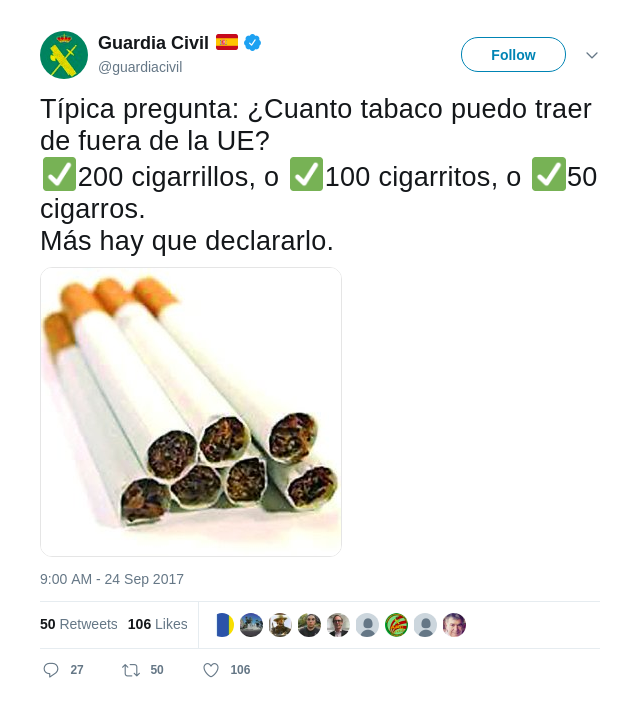 Guardia Civil 🇪🇸
@guardiacivil
Follow
Típica pregunta: ¿Cuanto tabaco puedo traer
de fuera de la UE?
✅200 cigarrillos, o ✅100 cigarritos, o ✅50
cigarros.
Más hay que declararlo.
9:00 AM - 24 Sep 2017
50 Retweets 106 Likes
27 50 106